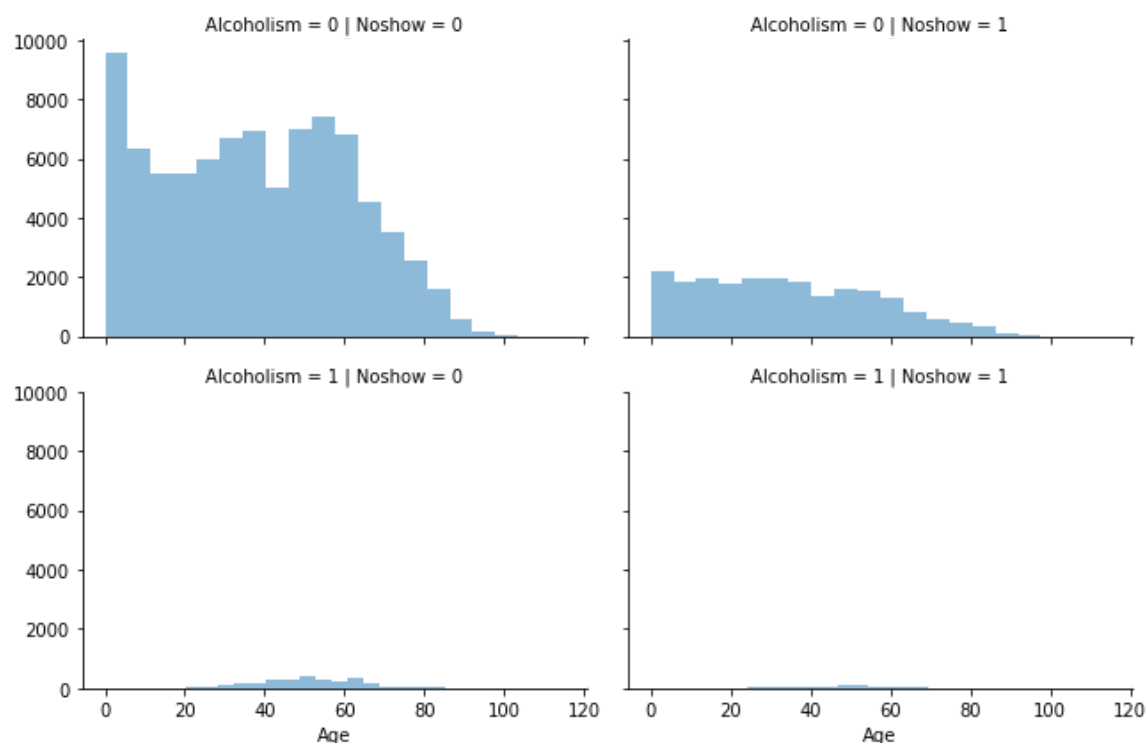 Alcoholism = 0 | Noshow = 0
Alcoholism = 0 | Noshow = 1
10000
8000
6000
4000
2000
0
Alcoholism = 1 | Noshow = 0
Alcoholism = 1 | Noshow = 1
10000
8000
6000
4000
2000
0
0 20 40 60 80 100 120
0 20 40 60 80 100 120
Age
Age